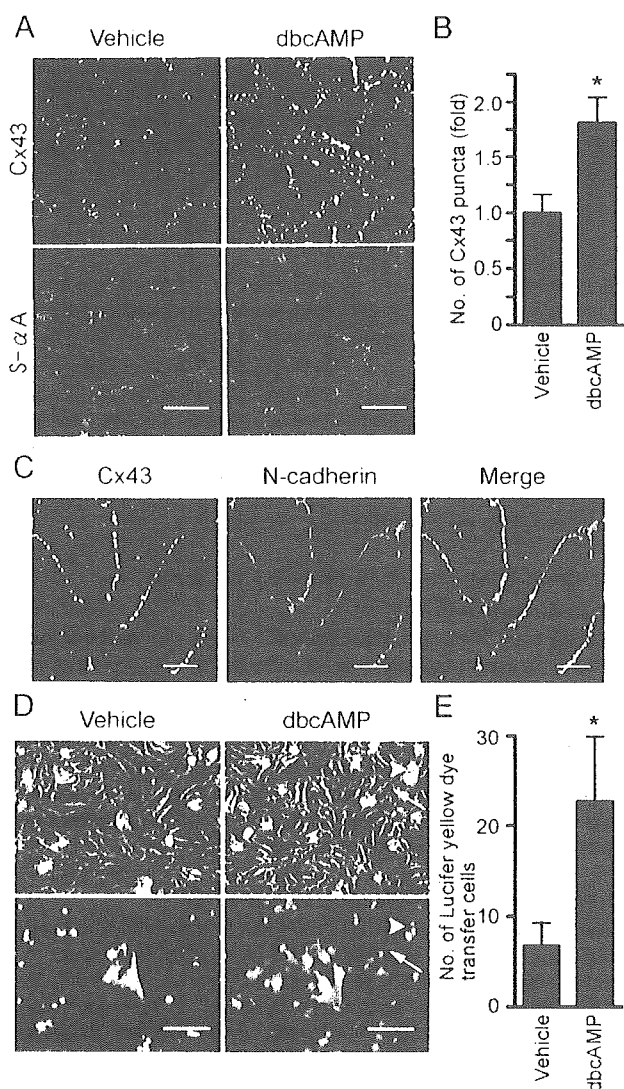 A
Vehicle
dbcAMP
Cx43
S-αA
B
No. of Cx43 puncta (fold)
2.0
1.5
1.0
0.5
0
*
Vehicle
dbcAMP
C
Cx43
N-cadherin
Merge
D
Vehicle
dbcAMP
E
No. of Lucifer yellow dye
transfer cells
30
20
10
0
*
Vehicle
dbcAMP